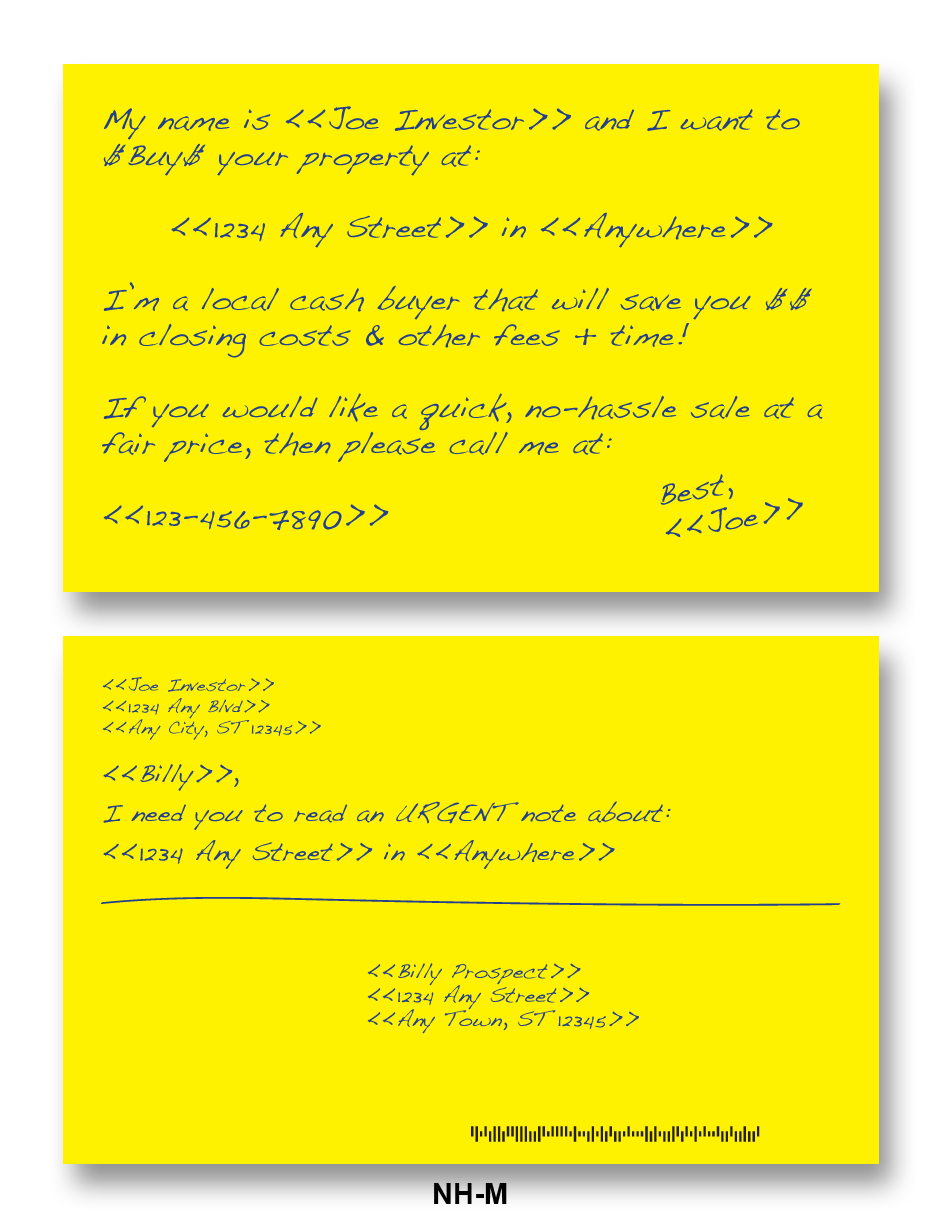 My name is <<Joe Investor>> and I want to
$Buy$ your property at:
<<1234 Any Street>> in <<Anywhere>>
I'm a local cash buyer that will save you $$
in closing costs & other fees + time!
If you would like a quick, no-hassle sale at a
fair price, then please call me at:
<<123-456-7890>>
Best,
<<Joe>>
<<Joe Investor>>
<<1234 Any Blvd>>
<<Any City, ST 12345>>
<<Billy>>,
I need you to read an URGENT note about:
<<1234 Any Street>> in <<Anywhere>>
<<Billy Prospect>>
<<1234 Any Street>>
<<Any Town, ST 12345>>
NH-M